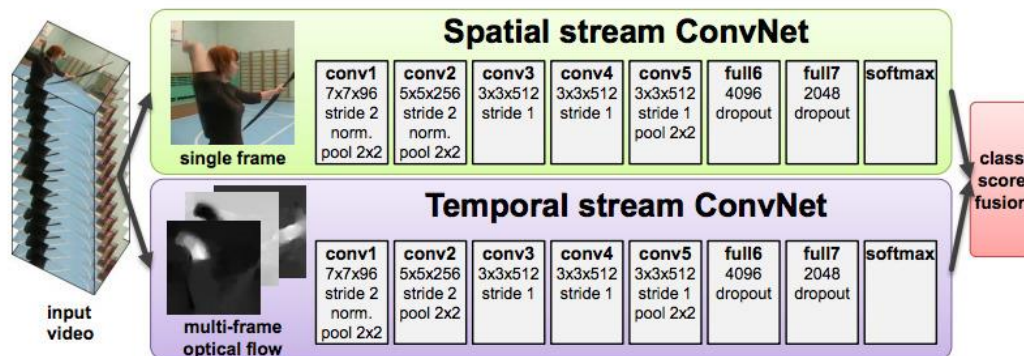 Spatial stream ConvNet
single frame
conv1
7x7x96
stride 2
norm.
pool 2x2
conv2
5x5x256
stride 2
norm.
pool 2x2
conv3
3x3x512
stride 1
conv4
3x3x512
stride 1
conv5
3x3x512
stride 1
pool 2x2
full6
4096
dropout
full7
2048
dropout
softmax
Temporal stream ConvNet
multi-frame
optical flow
conv1
7x7x96
stride 2
norm.
pool 2x2
conv2
5x5x256
stride 2
pool 2x2
conv3
3x3x512
stride 1
conv4
3x3x512
stride 1
conv5
3x3x512
stride 1
pool 2x2
full6
4096
dropout
full7
2048
dropout
softmax
input
video
class
score
fusion